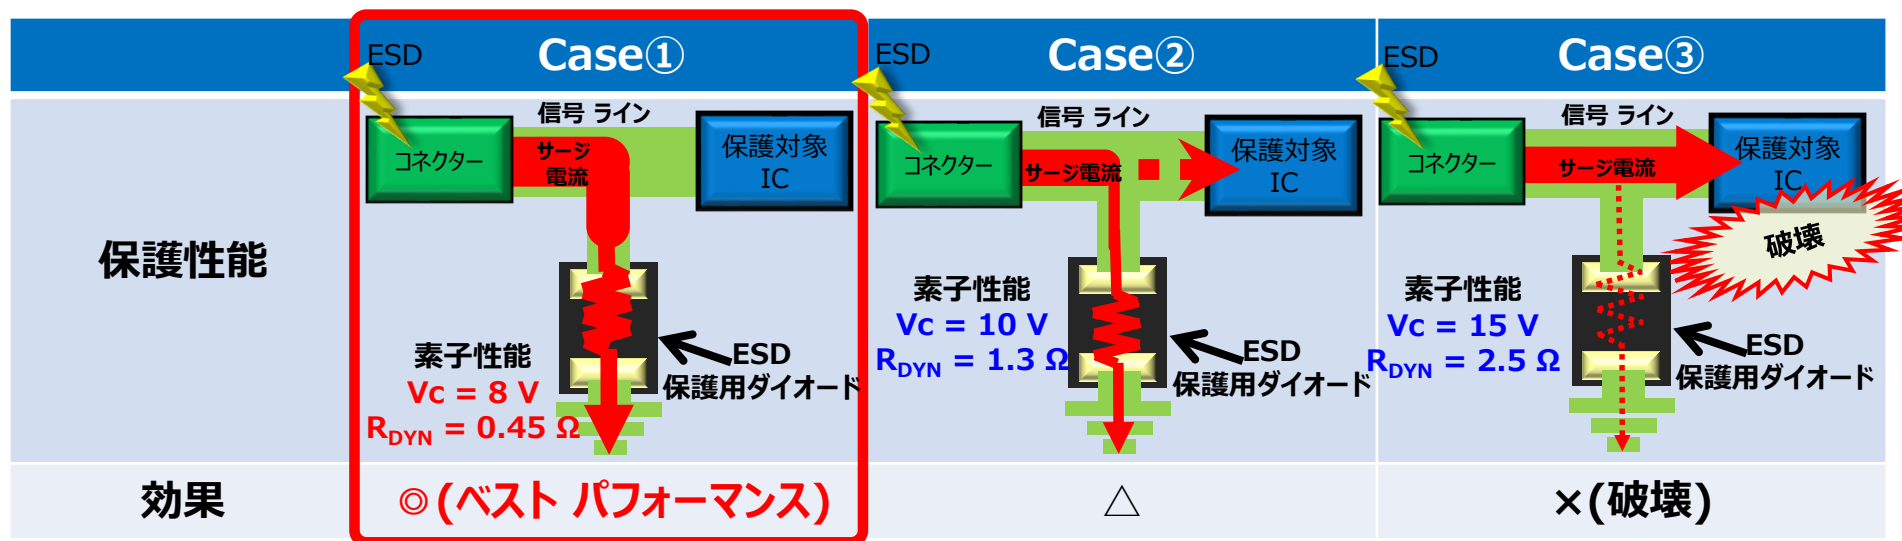 ESD
Case①
ESD
Case②
ESD
Case③
保護性能
信号 ライン
コネクター
サージ
電流
保護対象
IC
素子性能
Vc = 8 V
RDYN = 0.45 Ω
ESD
保護用ダイオード
信号 ライン
コネクター
サージ電流
保護対象
IC
素子性能
Vc = 10 V
RDYN = 1.3 Ω
ESD
保護用ダイオード
信号 ライン
コネクター
サージ電流
保護対象
IC
破壊
素子性能
Vc = 15 V
RDYN = 2.5 Ω
ESD
保護用ダイオード
効果
◎(ベスト パフォーマンス)
△
×(破壊)